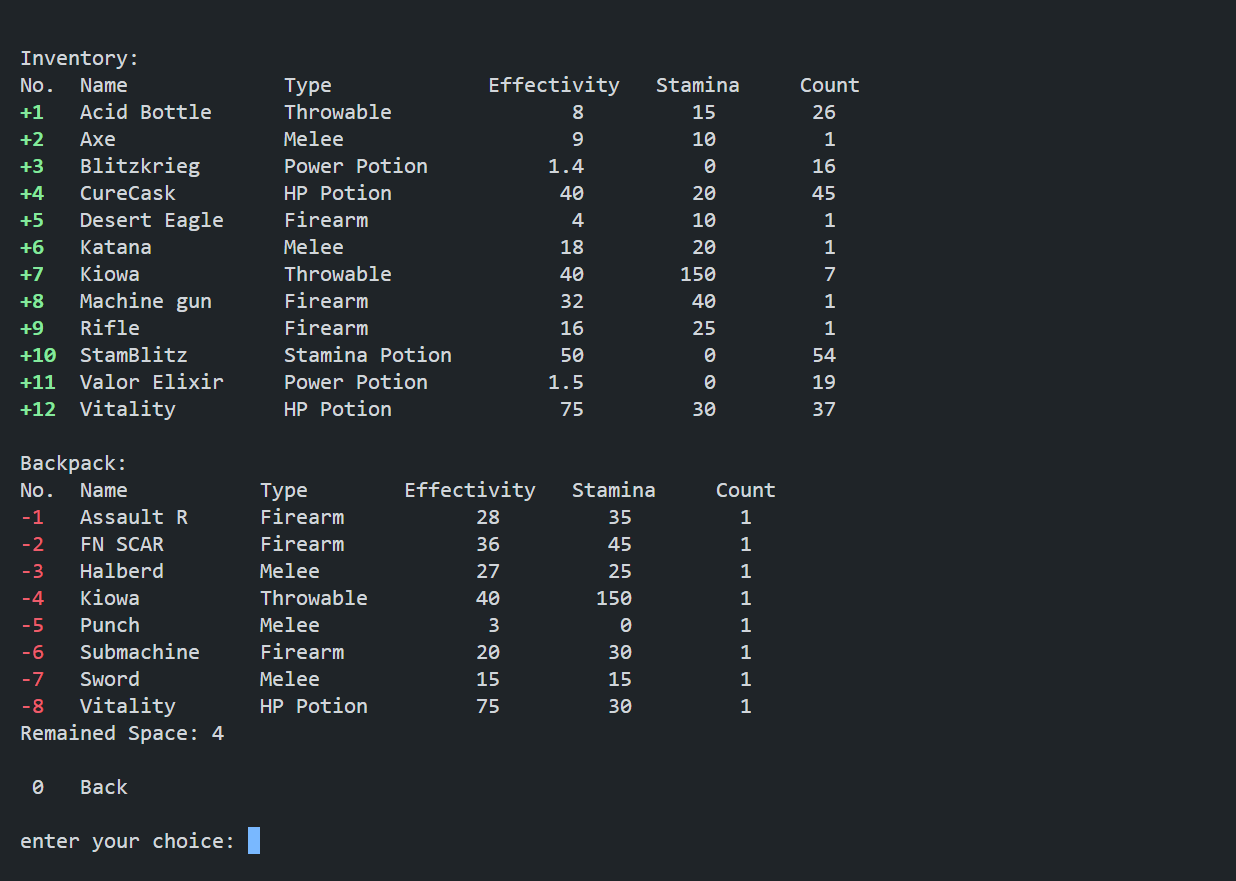 Inventory:
No.  Name             Type             Effectivity   Stamina     Count
+1   Acid Bottle      Throwable               8         15        26
+2   Axe              Melee                   9         10         1
+3   Blitzkrieg       Power Potion          1.4          0        16
+4   CureCask         HP Potion              40         20        45
+5   Desert Eagle     Firearm                 4         10         1
+6   Katana           Melee                  18         20         1
+7   Kiowa            Throwable              40        150         7
+8   Machine gun      Firearm                32         40         1
+9   Rifle            Firearm                16         25         1
+10  StamBlitz        Stamina Potion         50          0        54
+11  Valor Elixir     Power Potion          1.5          0        19
+12  Vitality         HP Potion              75         30        37
Backpack:
No.  Name           Type        Effectivity   Stamina     Count
-1   Assault R      Firearm           28         35         1
-2   FN SCAR        Firearm           36         45         1
-3   Halberd        Melee             27         25         1
-4   Kiowa          Throwable         40        150         1
-5   Punch          Melee              3          0         1
-6   Submachine     Firearm           20         30         1
-7   Sword          Melee             15         15         1
-8   Vitality       HP Potion         75         30         1
Remained Space: 4
0   Back
enter your choice: